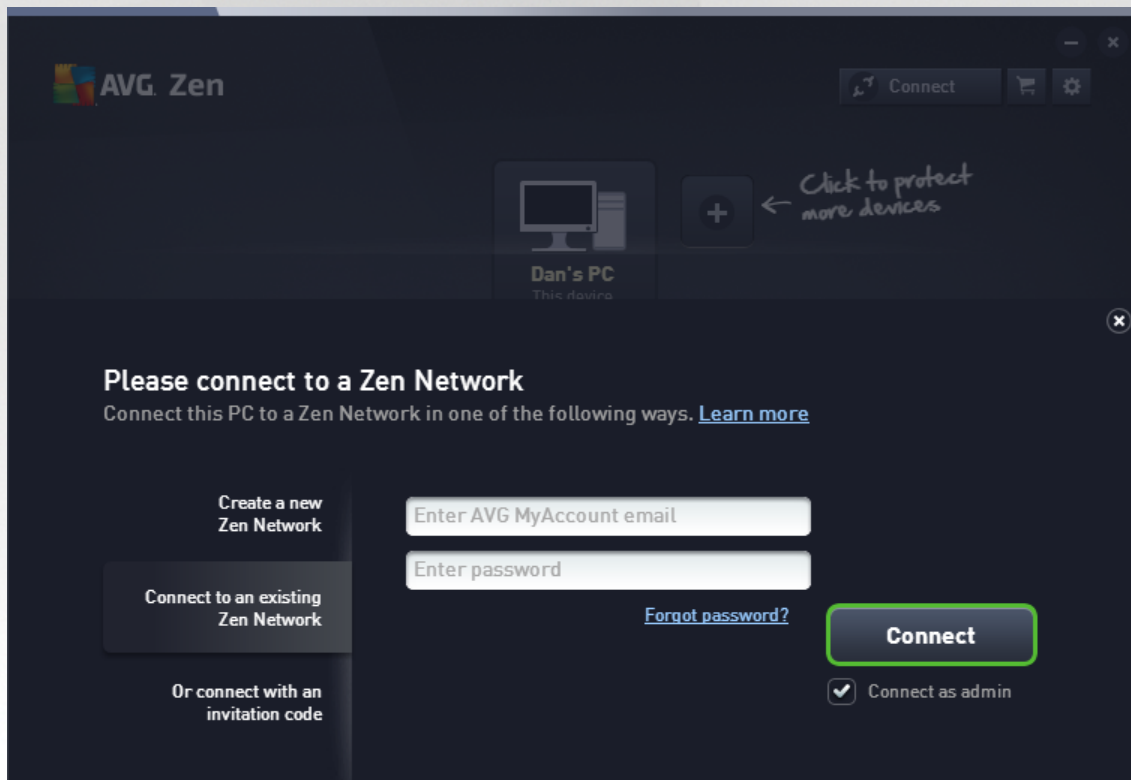 AVG. Zen
Connect
Click to protect
more devices
Dan's PC
This device
Please connect to a Zen Network
Connect this PC to a Zen Network in one of the following ways. Learn more
Create a new
Zen Network
Enter AVG MyAccount email
Enter password
Connect to an existing
Zen Network
Forgot password?
Connect
Connect as admin
Or connect with an
invitation code